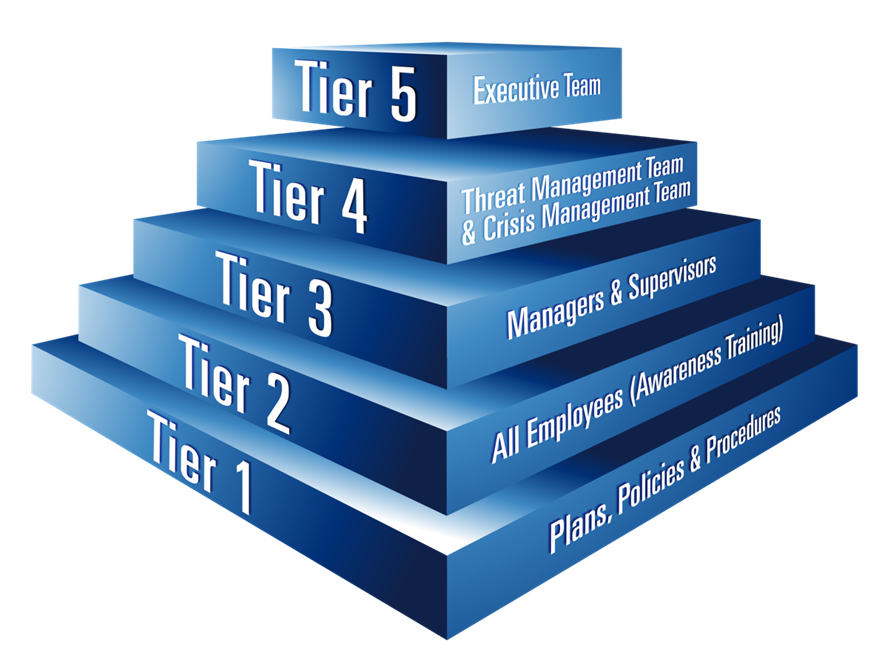 Tier 5
Executive Team
Tier 4
Threat Management Team
& Crisis Management Team
Tier 3
Managers & Supervisors
Tier 2
All Employees (Awareness Training)
Tier 1
Plans, Policies & Procedures